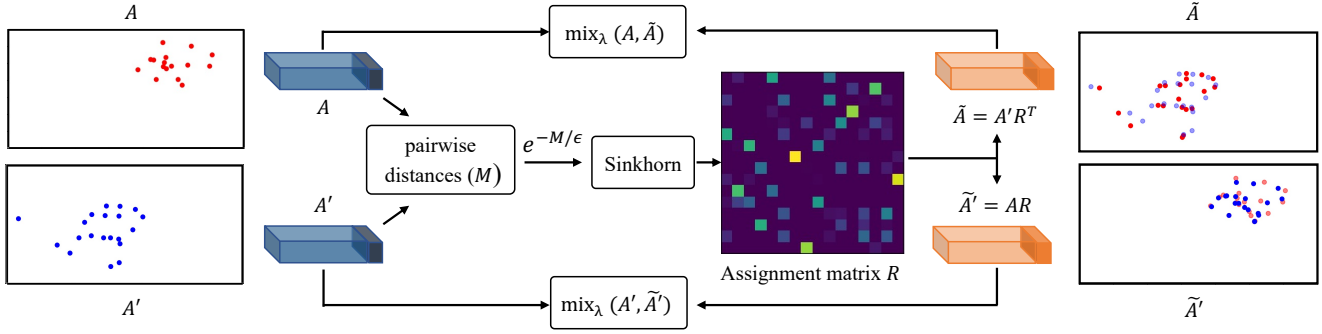 A
mix_λ (A, Ã)
Ã
A
Ã = A'R^T
pairwise
distances (M)
e^{-M/ϵ}
Sinkhorn
A'
Ã' = AR
Assignment matrix R
A'
mix_λ (A', Ã')
Ã'